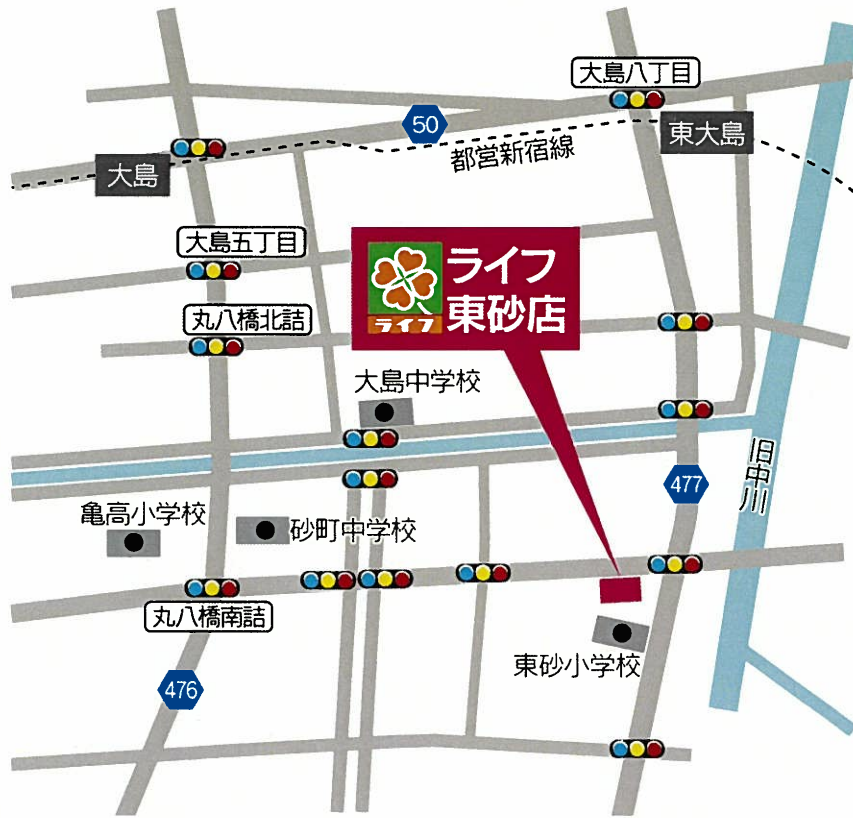 大島八丁目
50
東大島
大島
都営新宿線
大島五丁目
ライフ
ライフ
東砂店
丸八橋北詰
大島中学校
477
旧中川
亀高小学校
砂町中学校
丸八橋南詰
東砂小学校
476